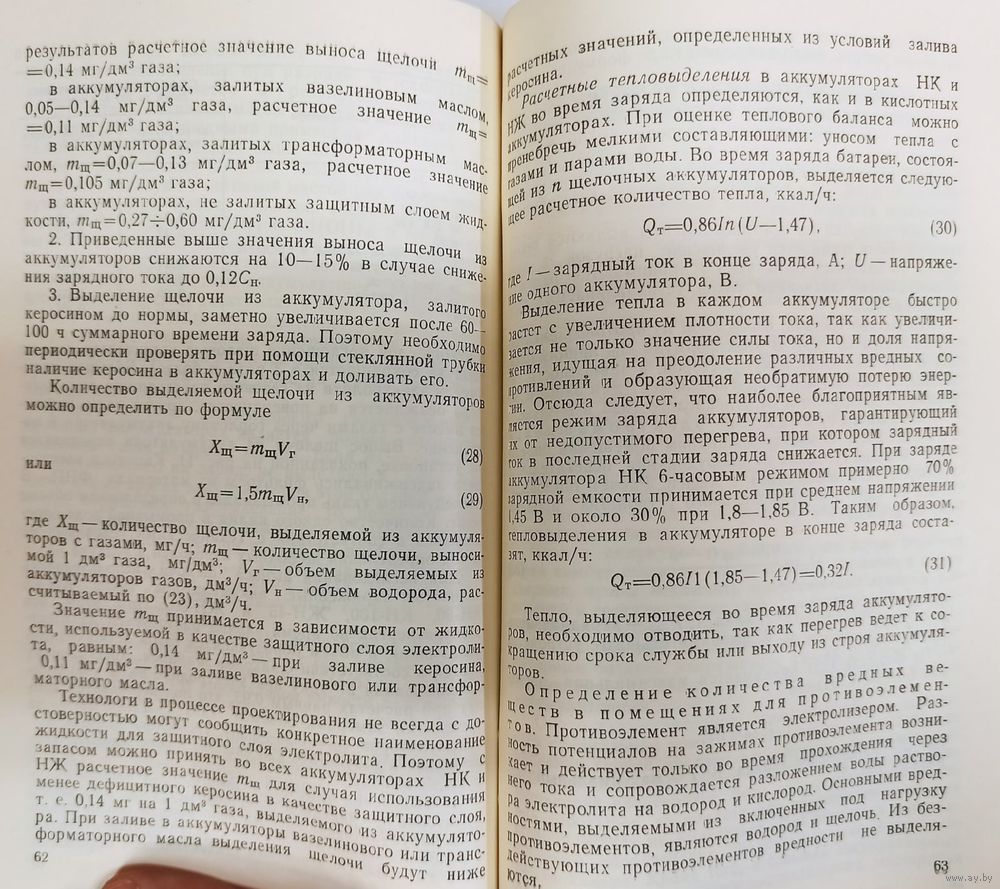 результатов расчетное значение выноса щелочи mщ=
=0,14 мг/дм³ газа;
в аккумуляторах, залитых вазелиновым маслом,
0,05—0,14 мг/дм³ газа, расчетное значение mщ=
=0,11 мг/дм³ газа;
в аккумуляторах, залитых трансформаторным мас-
лом, mщ=0,07—0,13 мг/дм³ газа, расчетное значение
mщ=0,105 мг/дм³ газа;
в аккумуляторах, не залитых защитным слоем жид-
кости, mщ=0,27÷0,60 мг/дм³ газа.
2. Приведенные выше значения выноса щелочи из
аккумуляторов снижаются на 10—15% в случае сниже-
ния зарядного тока до 0,12Cн.
3. Выделение щелочи из аккумулятора, залитого
керосином до нормы, заметно увеличивается после 60—
100 ч суммарного времени заряда. Поэтому необходимо
периодически проверять при помощи стеклянной трубки
наличие керосина в аккумуляторах и доливать его.
Количество выделяемой щелочи из аккумуляторов
можно определить по формуле
Xщ=mщVг (28)
или
Xщ=1,5mщVн, (29)
где Xщ—количество щелочи, выделяемой из аккумуля-
торов с газами, мг/ч; mщ—количество щелочи, выноси-
мой 1 дм³ газа, мг/дм³; Vг—объем выделяемых из
аккумуляторов газов, дм³/ч; Vн—объем водорода, рас-
считываемый по (23), дм³/ч.
Значение mщ принимается в зависимости от жидко-
сти, используемой в качестве защитного слоя электроли-
та, равным: 0,14 мг/дм³—при заливе керосина,
0,11 мг/дм³—при заливе вазелинового или трансфор-
маторного масла.
Технологи в процессе проектирования не всегда с до-
стоверностью могут сообщить конкретное наименование
жидкости для защитного слоя электролита. Поэтому с
запасом можно принять во всех аккумуляторах НК и
НЖ расчетное значение mщ для случая использования
менее дефицитного керосина в качестве защитного слоя,
т. е. 0,14 мг на 1 дм³ газа, выделяемого из аккумулято-
ра. При заливе в аккумуляторы вазелинового или транс-
форматорного масла выделения щелочи будут ниже
62
расчетных значений, определенных из условий залива
керосина.
Расчетные тепловыделения в аккумуляторах НК и
НЖ во время заряда определяются, как и в кислотных
аккумуляторах. При оценке теплового баланса можно
пренебречь мелкими составляющими: уносом тепла с
газами и парами воды. Во время заряда батареи, состоя-
щей из n щелочных аккумуляторов, выделяется следую-
щее расчетное количество тепла, ккал/ч:
Qт=0,86In(U—1,47), (30)
где I—зарядный ток в конце заряда, А; U—напряже-
ние одного аккумулятора, В.
Выделение тепла в каждом аккумуляторе быстро
растет с увеличением плотности тока, так как увеличи-
вается не только значение силы тока, но и доля напря-
жения, идущая на преодоление различных вредных со-
противлений и образующая необратимую потерю энер-
гии. Отсюда следует, что наиболее благоприятным яв-
ляется режим заряда аккумуляторов, гарантирующий
их от недопустимого перегрева, при котором зарядный
ток в последней стадии заряда снижается. При заряде
аккумулятора НК 6-часовым режимом примерно 70%
зарядной емкости принимается при среднем напряжении
1,45 В и около 30% при 1,8—1,85 В. Таким образом,
тепловыделения в аккумуляторе в конце заряда соста-
вят, ккал/ч:
Qт=0,86I1(1,85—1,47)=0,32I. (31)
Тепло, выделяющееся во время заряда аккумулято-
ров, необходимо отводить, так как перегрев ведет к со-
кращению срока службы или выходу из строя аккумуля-
торов.
Определение количества вредных ве-
ществ в помещениях для противоэлемен-
тов. Противоэлемент является электролизером. Раз-
ность потенциалов на зажимах противоэлемента возни-
кает и действует только во время прохождения через
него тока и сопровождается разложением воды раство-
ра электролита на водород и кислород. Основными вред-
ностями, выделяемыми из включенных под нагрузку
противоэлементов, являются водород и щелочь. Из без-
действующих противоэлементов вредности не выделя-
ются.
63
www.ay.by